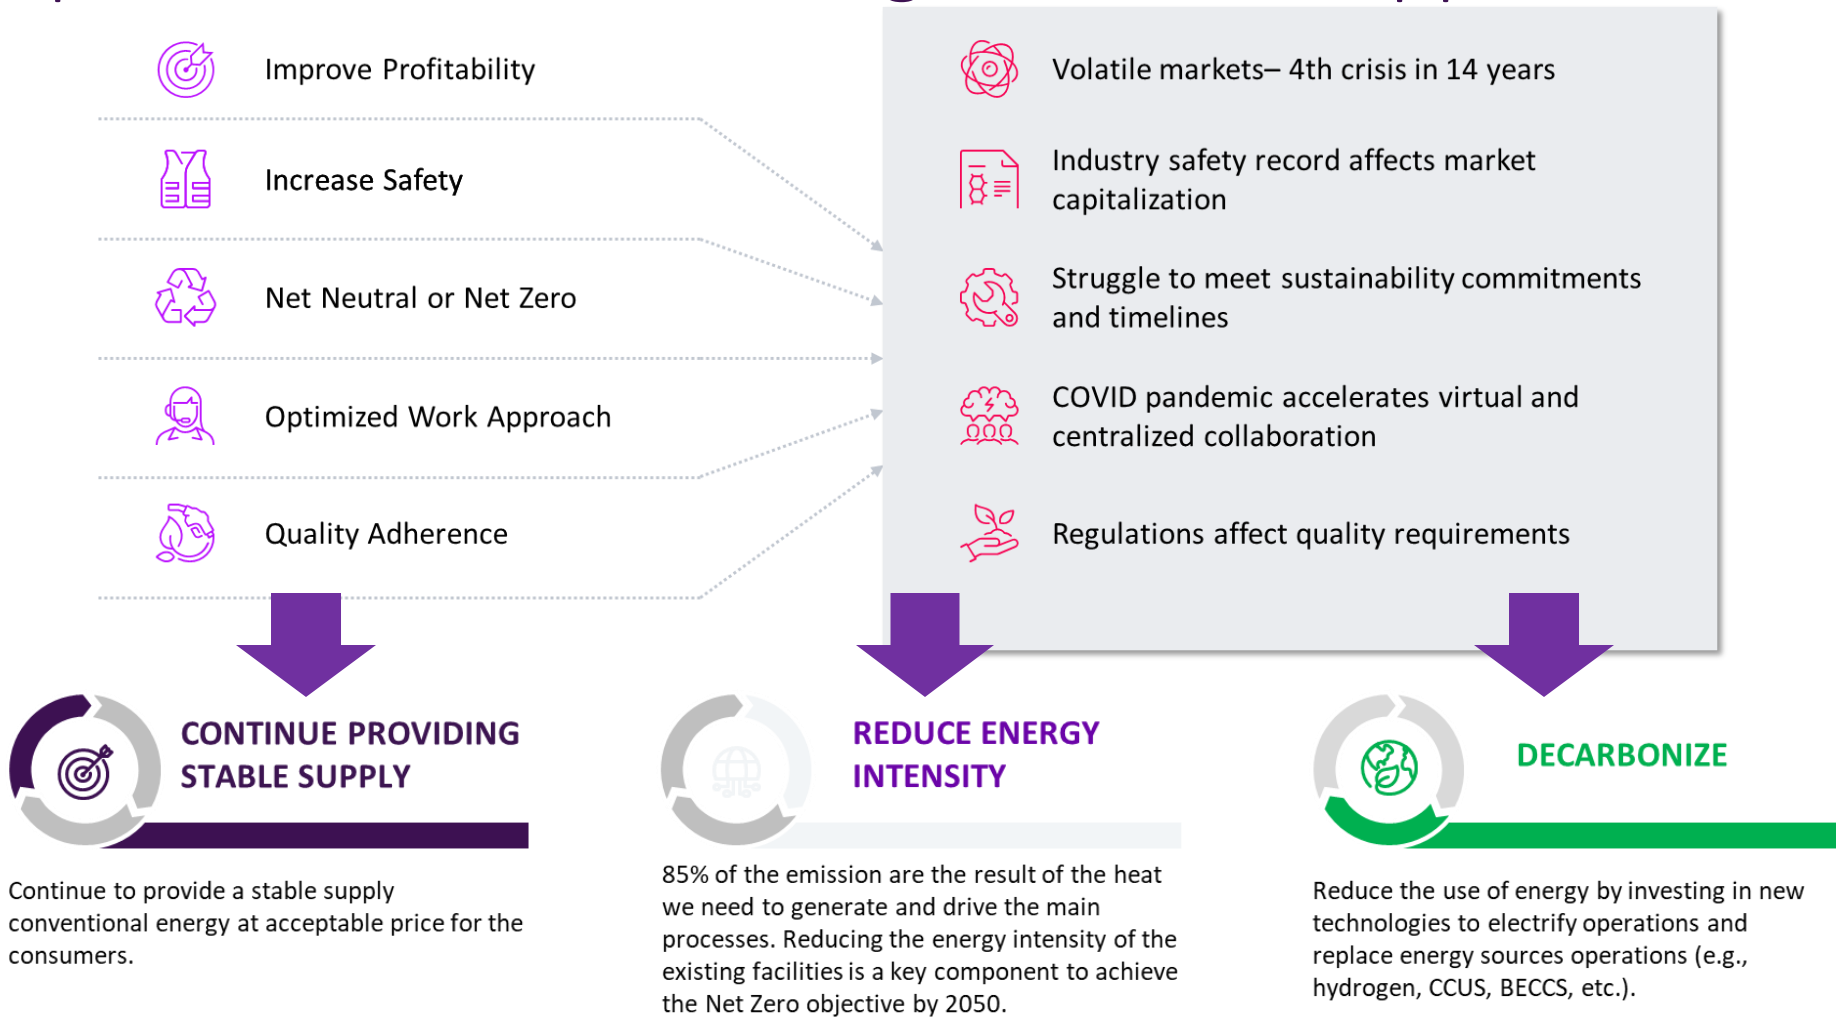 Improve Profitability
Increase Safety
Net Neutral or Net Zero
Optimized Work Approach
Quality Adherence
Volatile markets– 4th crisis in 14 years
Industry safety record affects market
capitalization
Struggle to meet sustainability commitments
and timelines
COVID pandemic accelerates virtual and
centralized collaboration
Regulations affect quality requirements
CONTINUE PROVIDING
STABLE SUPPLY
Continue to provide a stable supply
conventional energy at acceptable price for the
consumers.
REDUCE ENERGY
INTENSITY
85% of the emission are the result of the heat
we need to generate and drive the main
processes. Reducing the energy intensity of the
existing facilities is a key component to achieve
the Net Zero objective by 2050.
DECARBONIZE
Reduce the use of energy by investing in new
technologies to electrify operations and
replace energy sources operations (e.g.,
hydrogen, CCUS, BECCS, etc.).